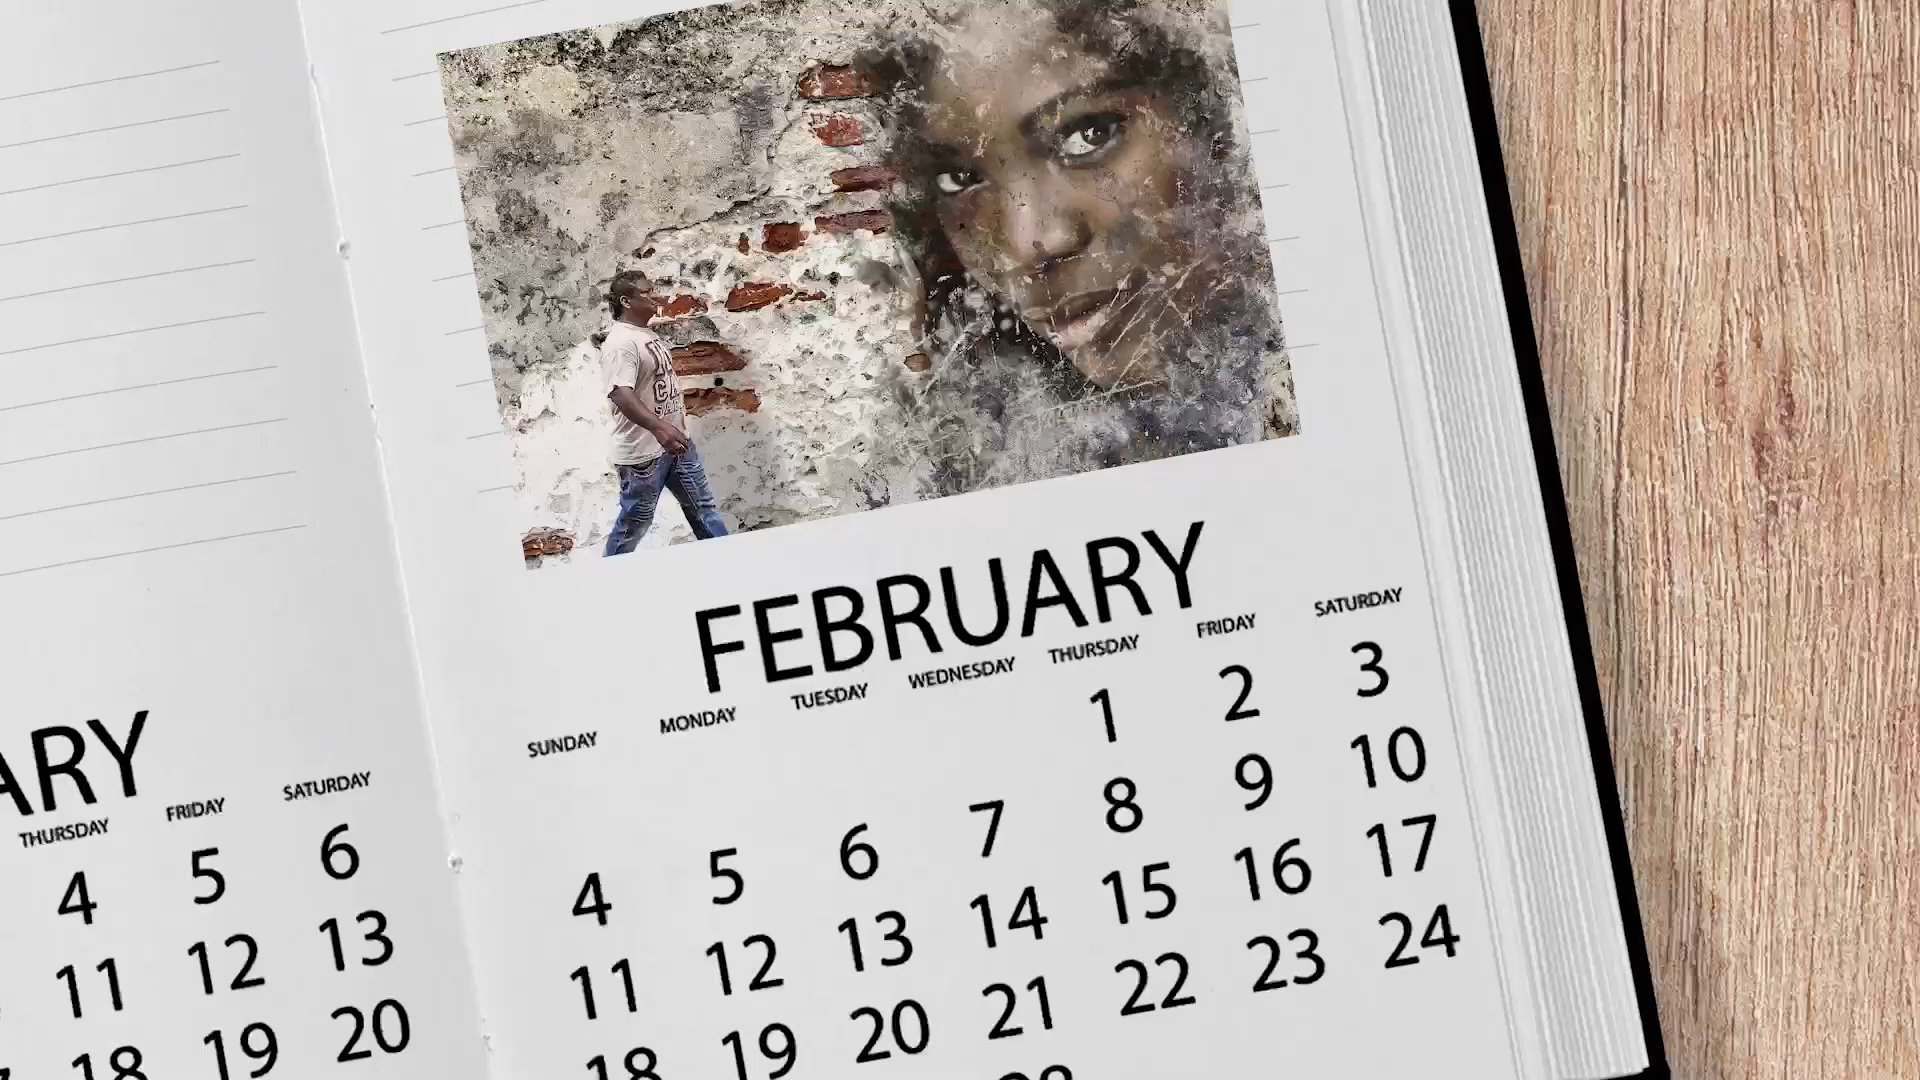 ARY
THURSDAY FRIDAY SATURDAY
4 5 6
11 12 13
18 19 20
FEBRUARY
SUNDAY MONDAY TUESDAY WEDNESDAY THURSDAY FRIDAY SATURDAY
1 2 3
4 5 6 7 8 9 10
11 12 13 14 15 16 17
18 19 20 21 22 23 24